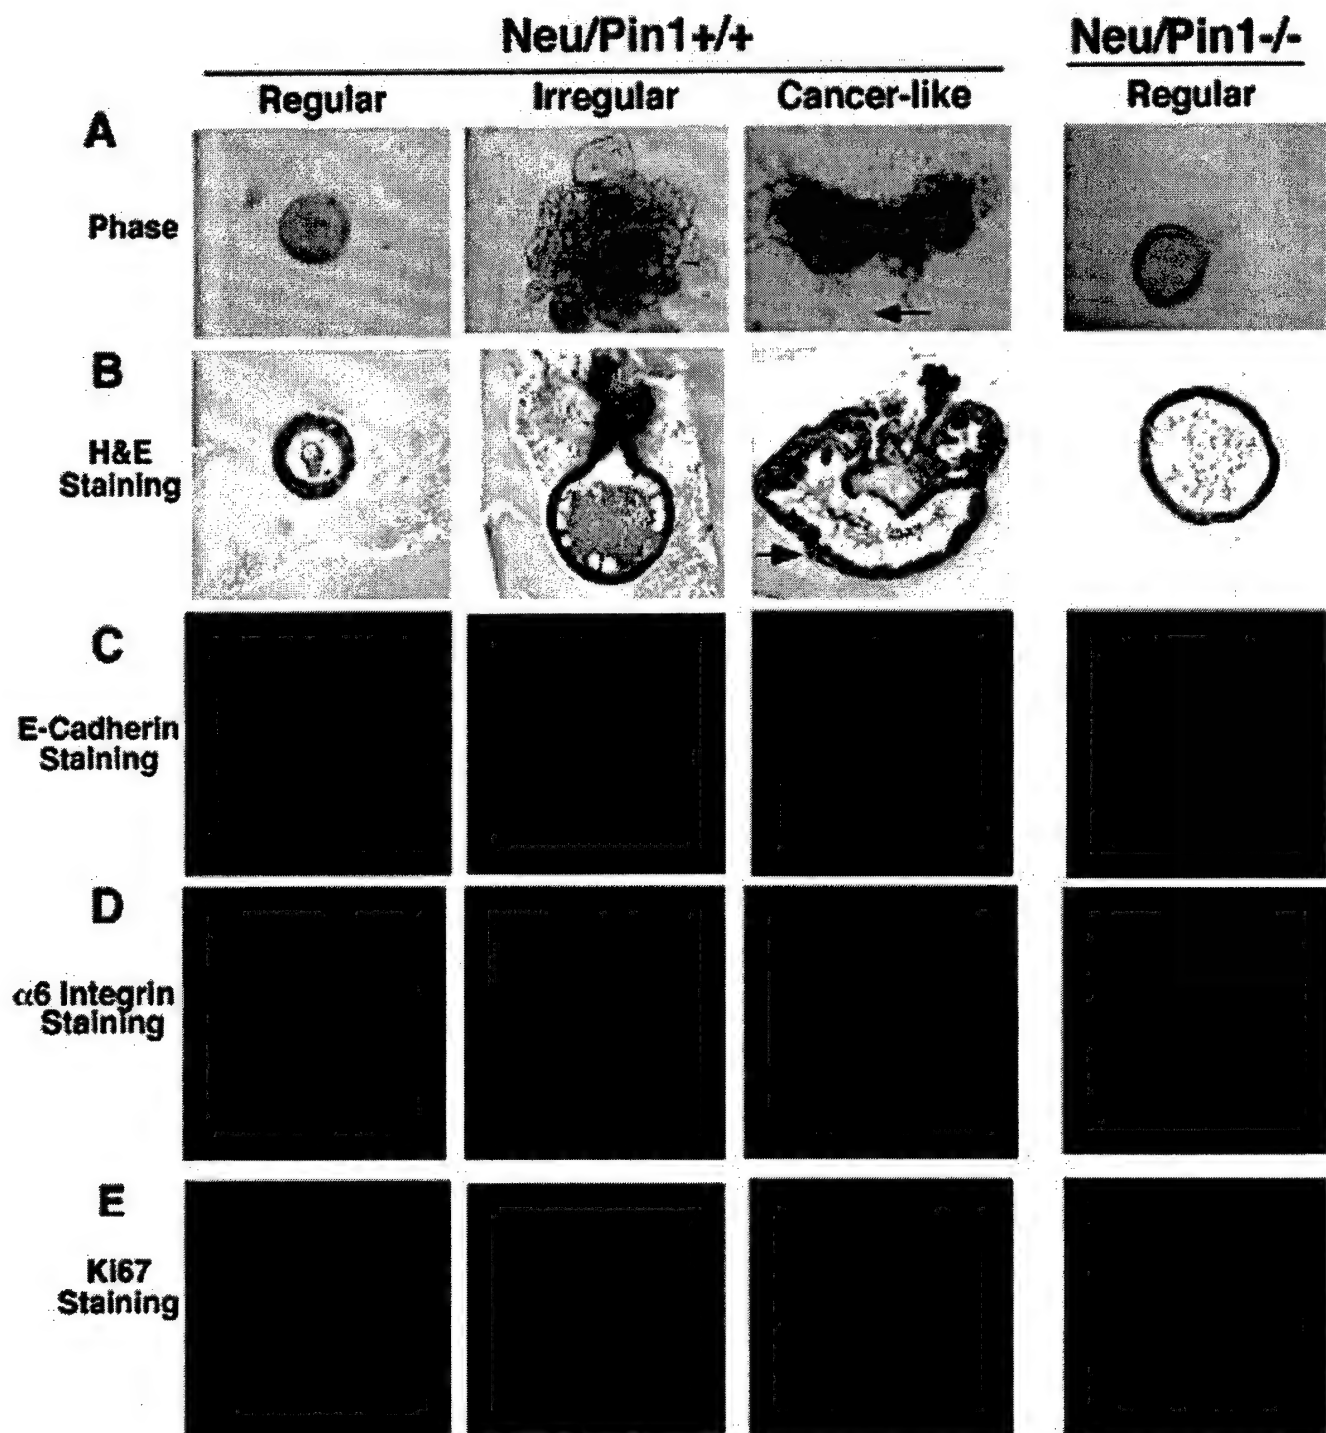 Neu/Pin1+/+
Neu/Pin1-/-
Regular
Irregular
Cancer-like
Regular
A
Phase
B
H&E
Staining
C
E-Cadherin
Staining
D
α6 Integrin
Staining
E
Ki67
Staining